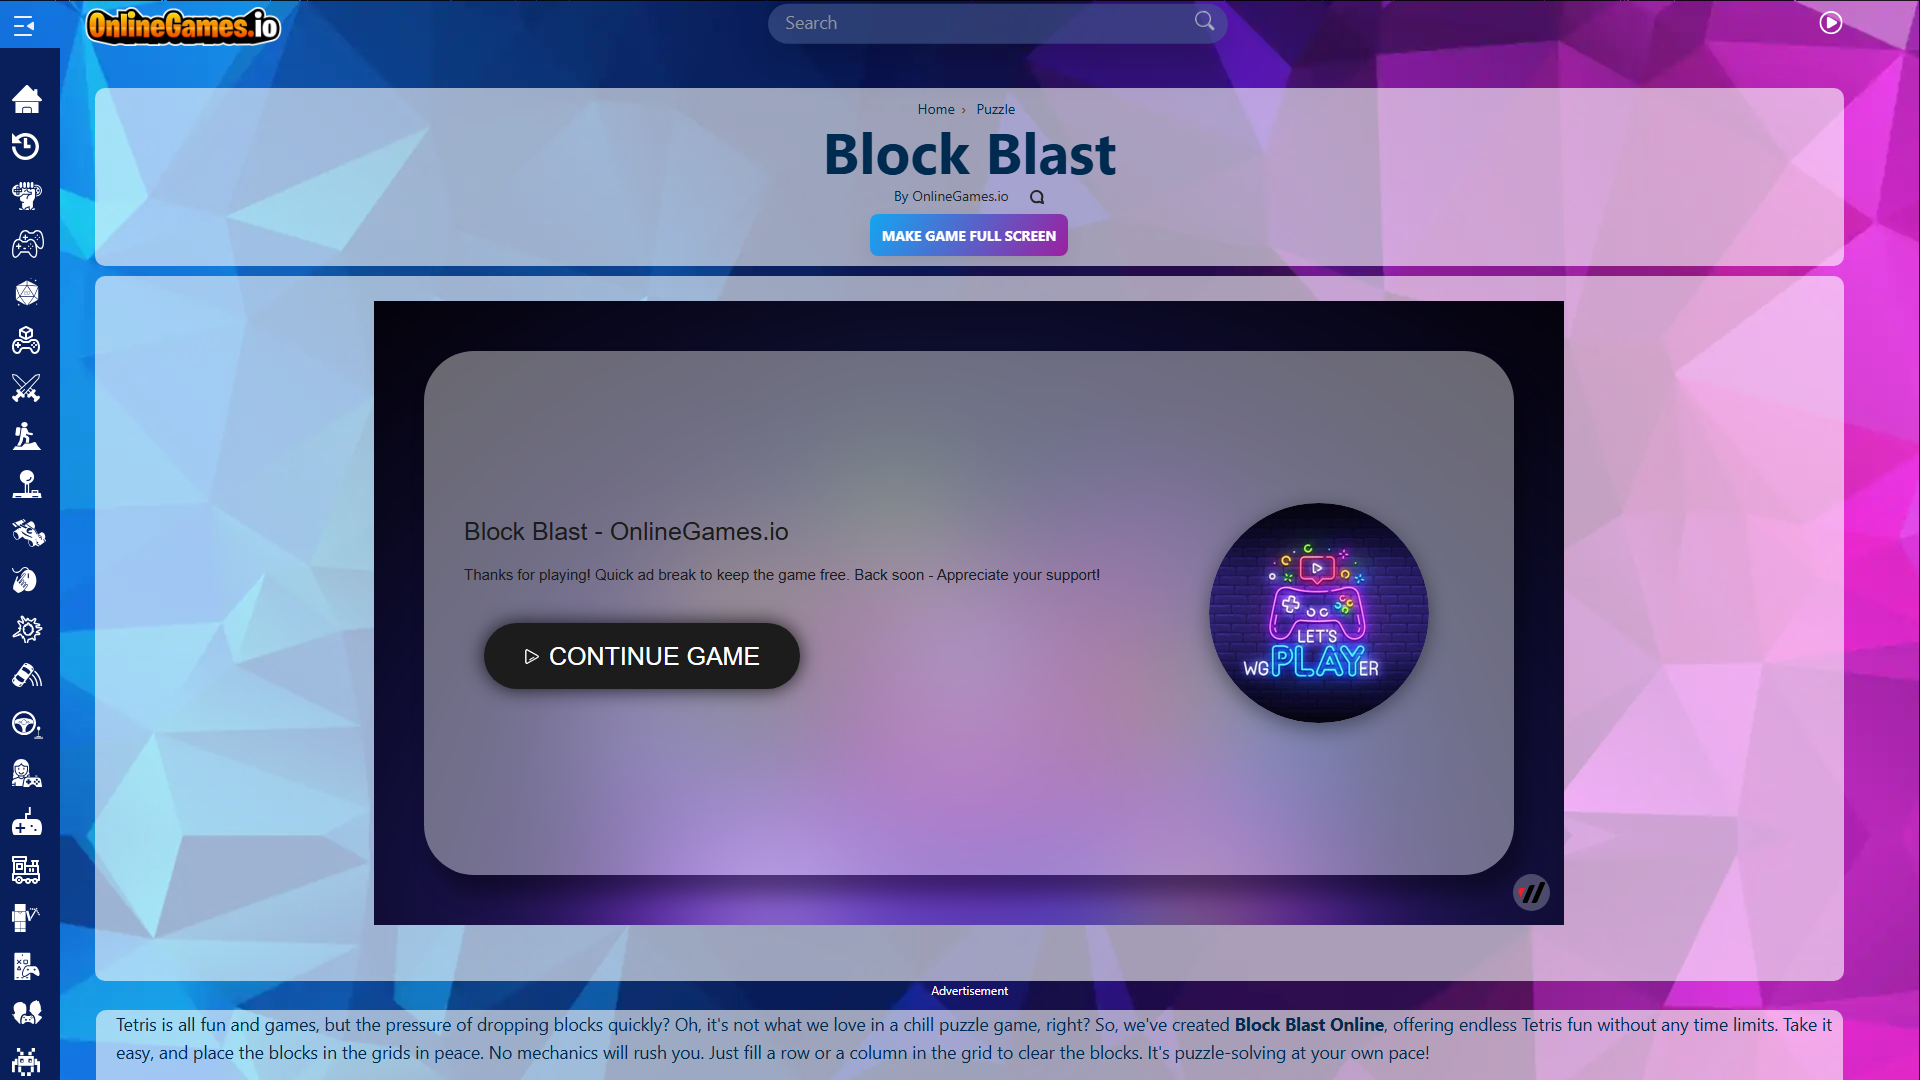 OnlineGames.io
Search
Home › Puzzle
Block Blast
By OnlineGames.io
MAKE GAME FULL SCREEN
Block Blast - OnlineGames.io
Thanks for playing! Quick ad break to keep the game free. Back soon - Appreciate your support!
CONTINUE GAME
LET'S
WGPLAYER
Advertisement
Tetris is all fun and games, but the pressure of dropping blocks quickly? Oh, it's not what we love in a chill puzzle game, right? So, we've created Block Blast Online, offering endless Tetris fun without any time limits. Take it
easy, and place the blocks in the grids in peace. No mechanics will rush you. Just fill a row or a column in the grid to clear the blocks. It's puzzle-solving at your own pace!